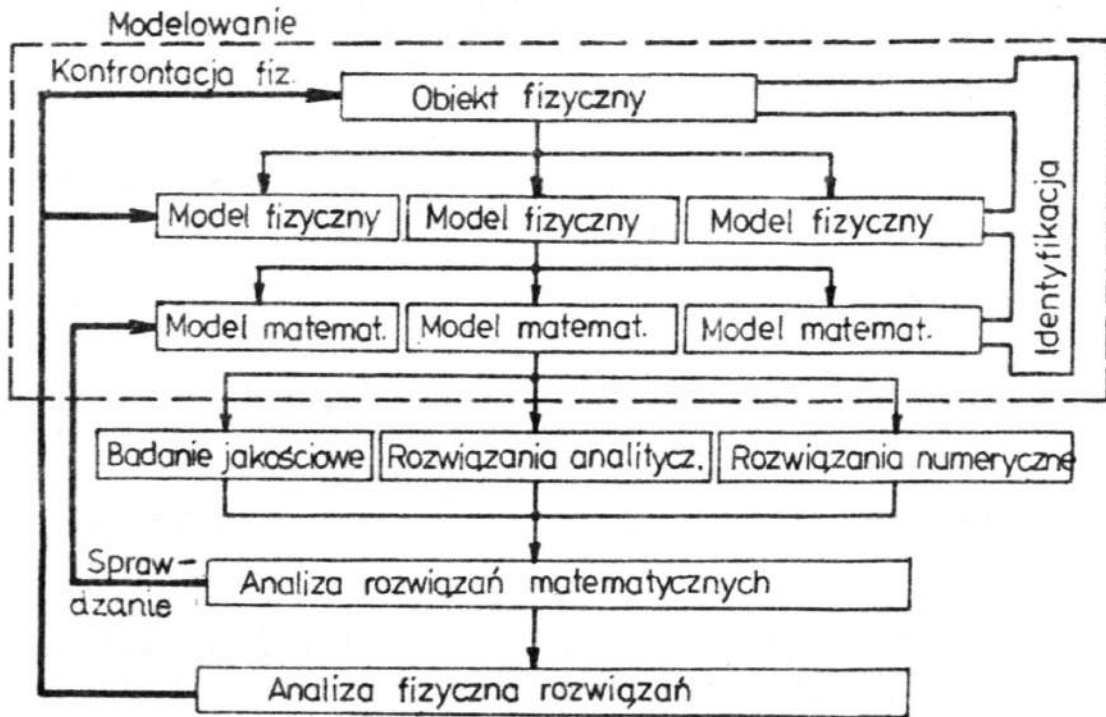 Modelowanie
Konfrontacja fiz.
Obiekt fizyczny
Model fizyczny
Model fizyczny
Model fizyczny
Identyfikacja
Model matemat.
Model matemat.
Model matemat.
Badanie jakościowe
Rozwiązania analitycz.
Rozwiązania numeryczne
Spraw-
dzanie
Analiza rozwiązań matematycznych
Analiza fizyczna rozwiązań